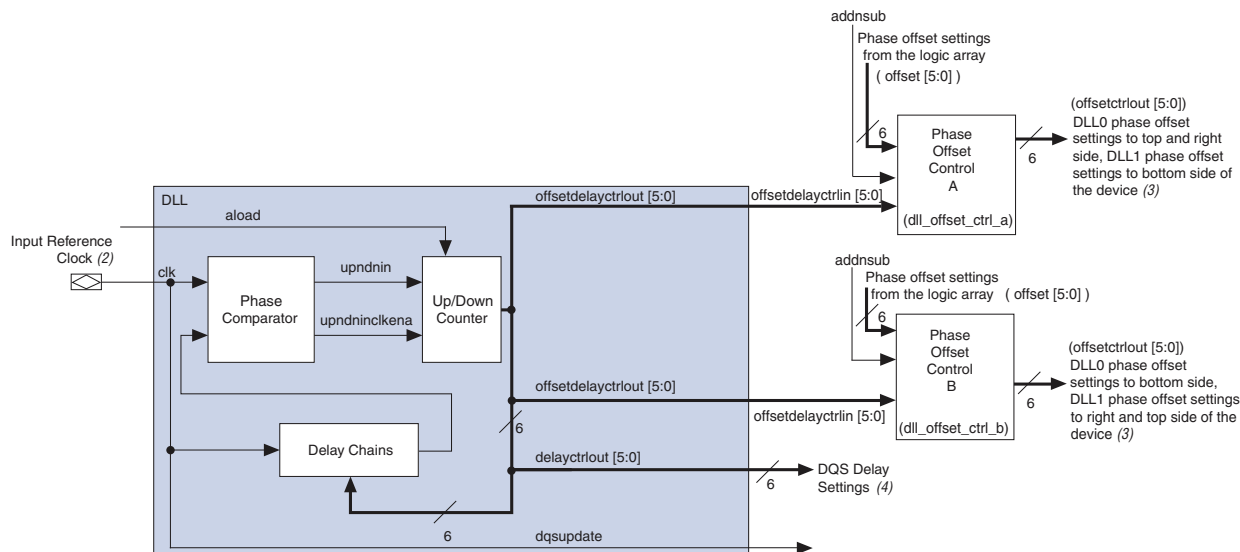 addnsub
Phase offset settings
from the logic array
( offset [5:0] )
6
Phase
Offset
Control
A
(dll_offset_ctrl_a)
6
(offsetctrlout [5:0])
DLL0 phase offset
settings to top and right
side, DLL1 phase offset
settings to bottom side of
the device (3)
DLL
offsetdelayctrlout [5:0]
offsetdelayctrlin [5:0]
aload
Input Reference
Clock (2)
clk
Phase
Comparator
upndnin
upndninclkena
Up/Down
Counter
addnsub
Phase offset settings
from the logic array ( offset [5:0] )
6
Phase
Offset
Control
B
(dll_offset_ctrl_b)
6
(offsetctrlout [5:0])
DLL0 phase offset
settings to bottom side,
DLL1 phase offset settings
to right and top side of the
device (3)
offsetdelayctrlout [5:0]
offsetdelayctrlin [5:0]
6
Delay Chains
delayctrlout [5:0]
6
DQS Delay
Settings (4)
6
dqsupdate